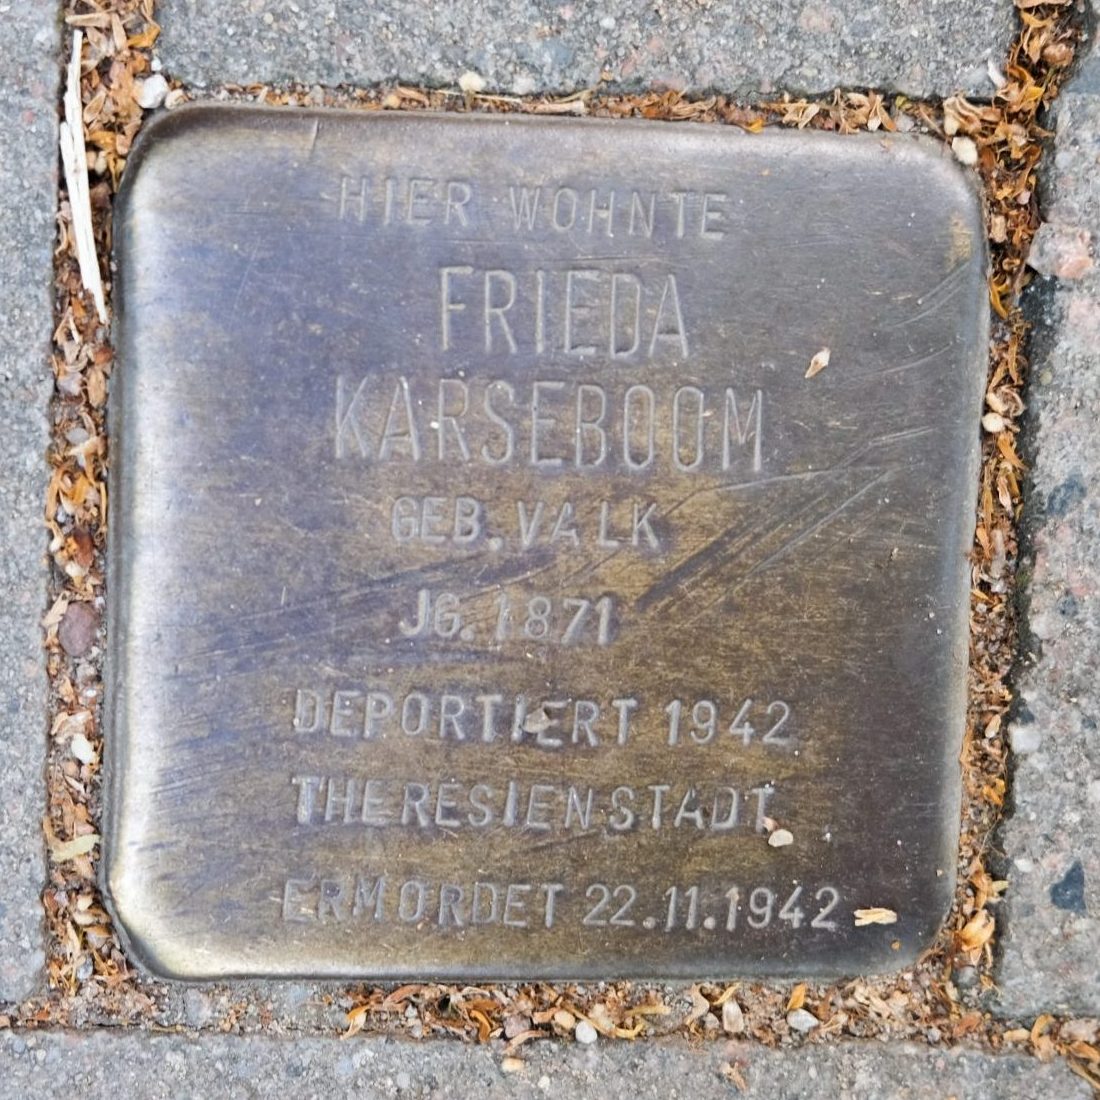 HIER WOHNTE
FRIEDA
KARSEBOOM
GEB. VALK
JG. 1871
DEPORTIERT 1942
THERESIENSTADT
ERMORDET 22.11.1942